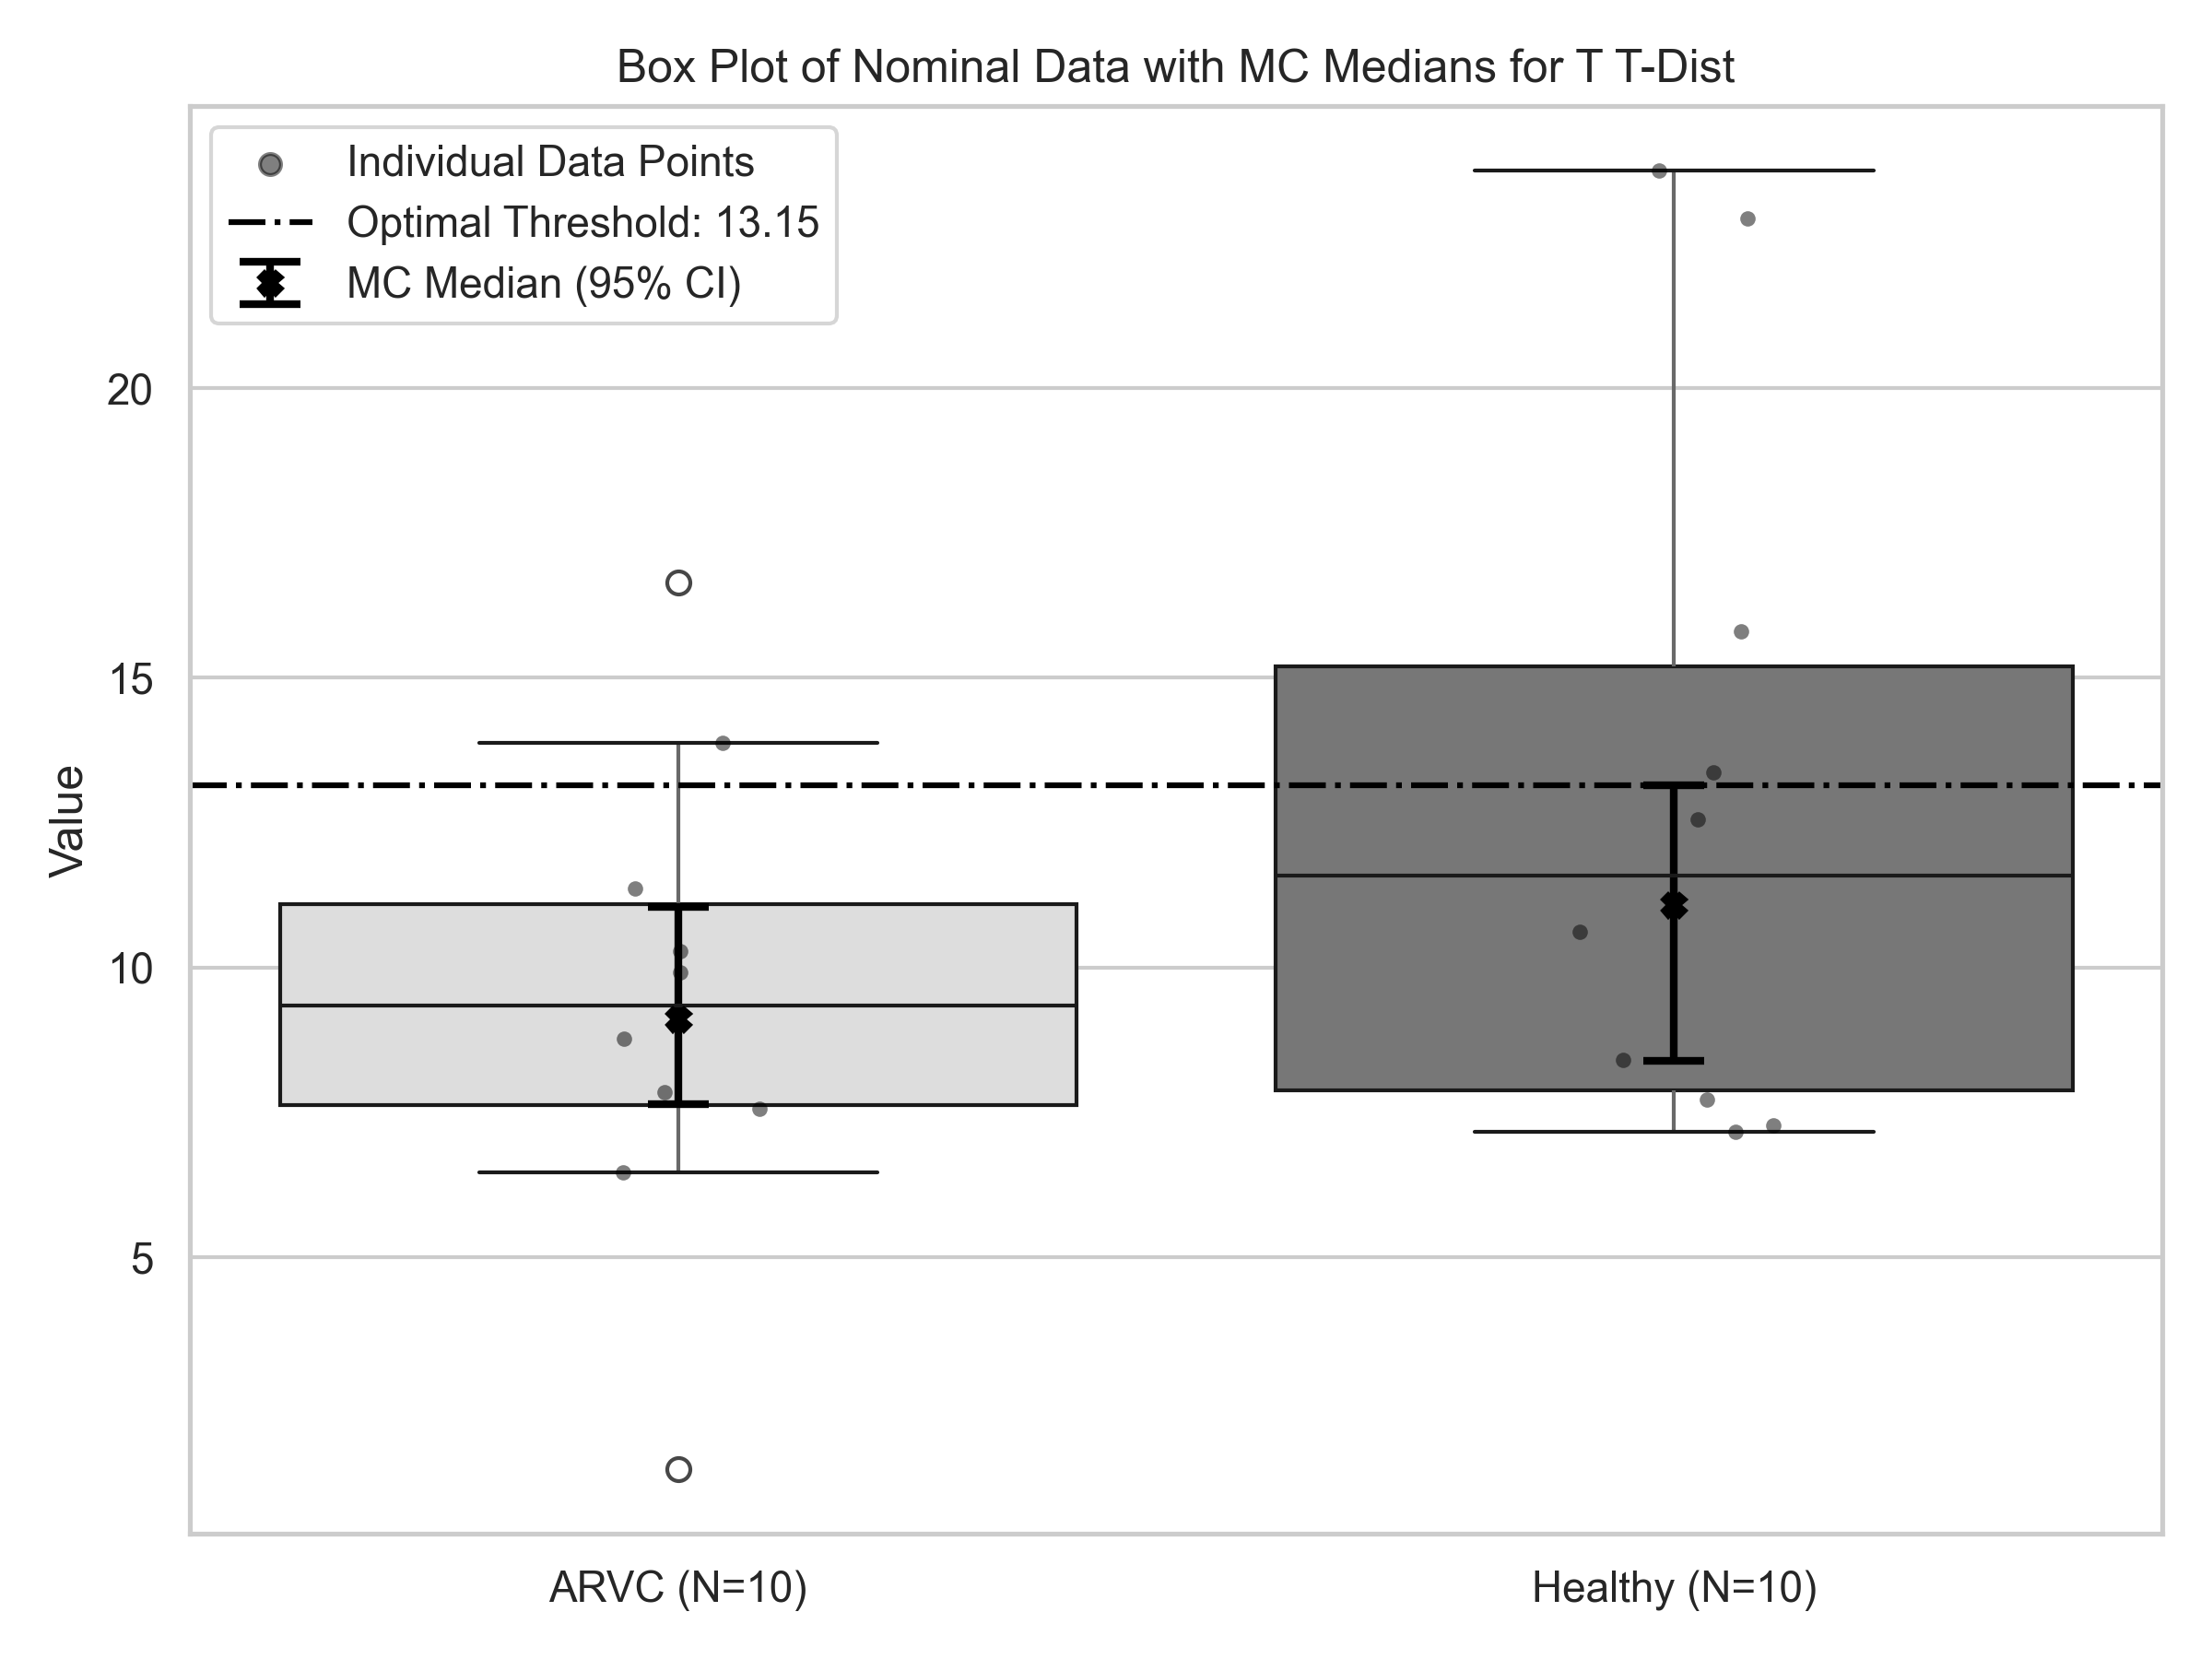 Box Plot of Nominal Data with MC Medians for T T-Dist
Individual Data Points
Optimal Threshold: 13.15
MC Median (95% CI)
20
15
10
5
Value
ARVC (N=10)
Healthy (N=10)